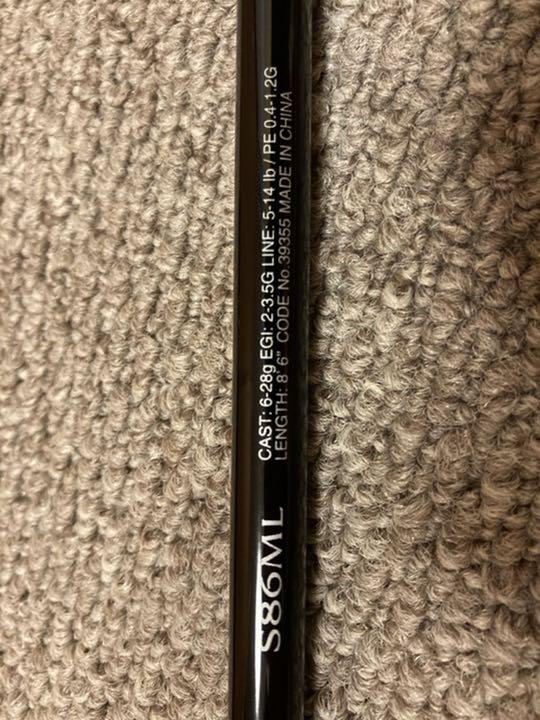 S86ML
CAST: 6-28g EGI: 2-3.5G LINE: 5-14 lb / PE 0.4-1.2G
LENGTH: 8' 6" CODE No.39355 MADE IN CHINA